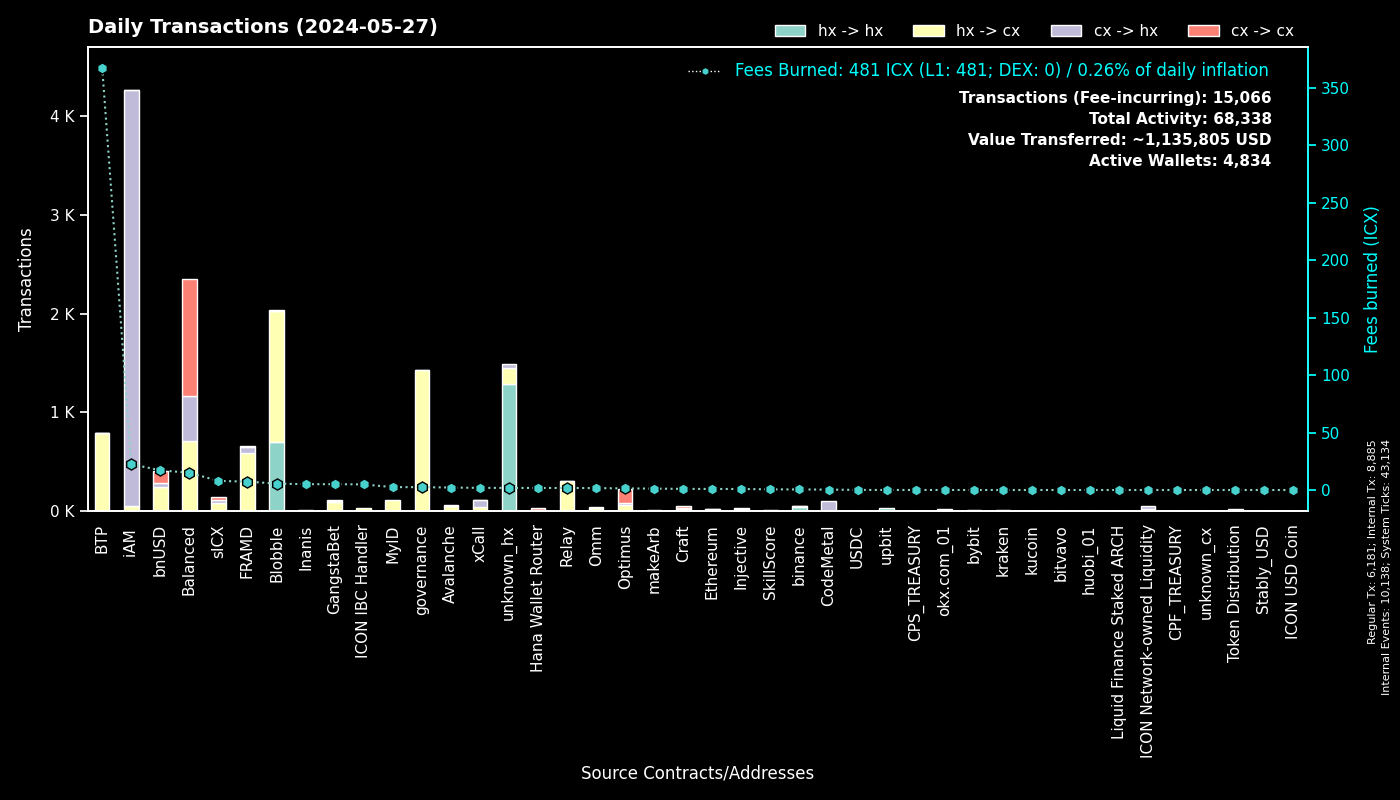 Daily Transactions (2024-05-27)
hx -> hx
hx -> cx
cx -> hx
cx -> cx
Fees Burned: 481 ICX (L1: 481; DEX: 0) / 0.26% of daily inflation
Transactions (Fee-incurring): 15,066
Total Activity: 68,338
Value Transferred: ~1,135,805 USD
Active Wallets: 4,834
Transactions
4 K
3 K
2 K
1 K
0 K
350
300
250
200
150
100
50
0
Fees burned (ICX)
BTP
iAM
bnUSD
Balanced
sICX
FRAMD
Blobble
Inanis
GangstaBet
ICON IBC Handler
MyID
governance
Avalanche
xCall
unknown_hx
Hana Wallet Router
Relay
Omm
Optimus
makeArb
Craft
Ethereum
Injective
SkillScore
binance
CodeMetal
USDC
upbit
CPS_TREASURY
okx.com_01
bybit
kraken
kucoin
bitvavo
huobi_01
Liquid Finance Staked ARCH
ICON Network-owned Liquidity
CPF_TREASURY
unknown_cx
Token Distribution
Stably_USD
ICON USD Coin
Source Contracts/Addresses
Regular Tx: 6,181; Internal Tx: 8,885
Internal Events: 10,138; System Ticks: 43,134